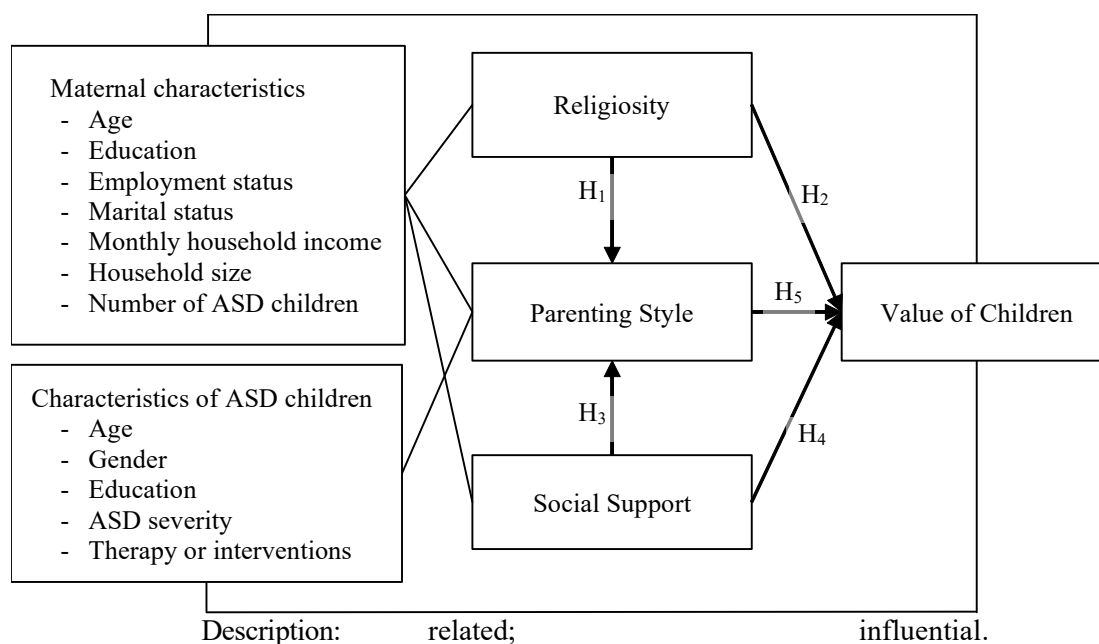 Maternal characteristics
- Age
- Education
- Employment status
- Marital status
- Monthly household income
- Household size
- Number of ASD children
Characteristics of ASD children
- Age
- Gender
- Education
- ASD severity
- Therapy or interventions
Religiosity
H₁
H₂
Parenting Style
H₅
Value of Children
H₃
H₄
Social Support
Description: related; influential.